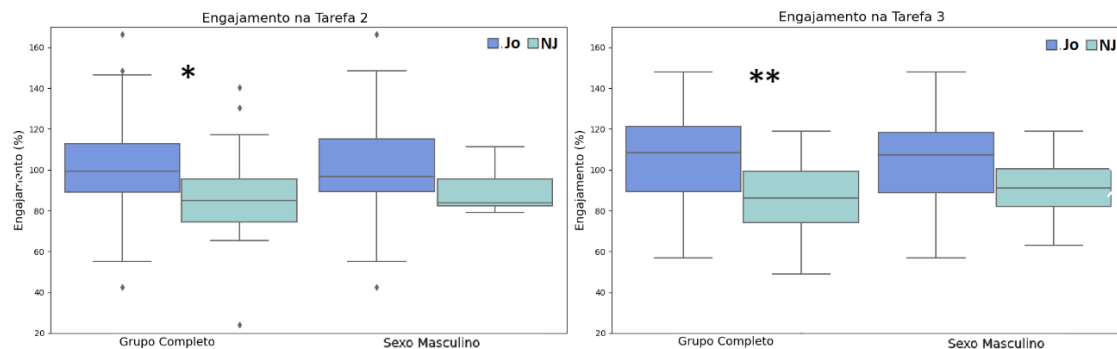 Engajamento na Tarefa 2
Jo NJ
*
Engajamento (%)
160
140
120
100
80
60
40
20
Grupo Completo
Sexo Masculino
Engajamento na Tarefa 3
Jo NJ
**
Engajamento (%)
160
140
120
100
80
60
40
20
Grupo Completo
Sexo Masculino